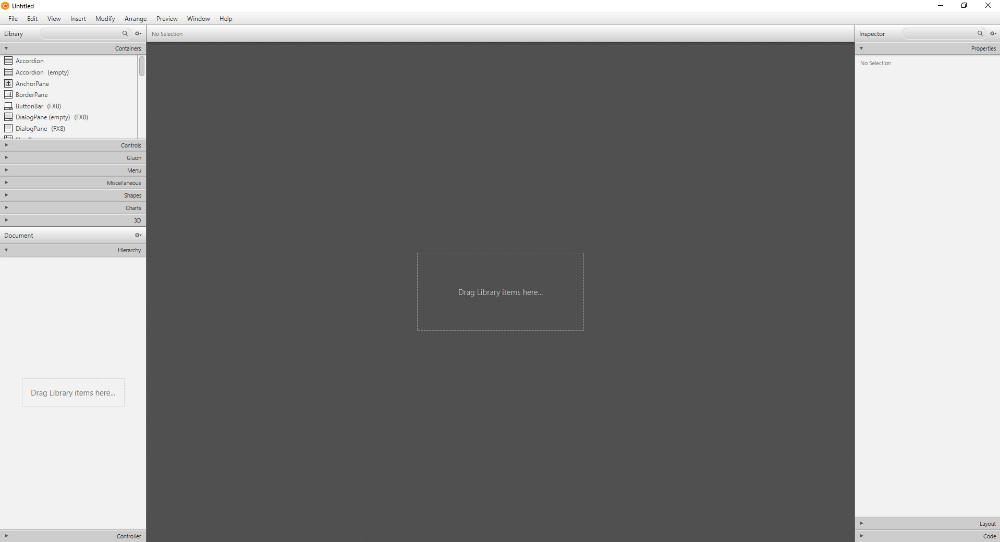 Untitled
File Edit View Insert Modify Arrange Preview Window Help
Library
No Selection
Inspector
Containers
Properties
Accordion
No Selection
Accordion (empty)
AnchorPane
BorderPane
ButtonBar (FX8)
DialogPane (empty) (FX8)
DialogPane (FX8)
Controls
Gluon
Menu
Miscellaneous
Shapes
Charts
3D
Document
Hierarchy
Drag Library items here...
Drag Library items here...
Layout
Controller
Code